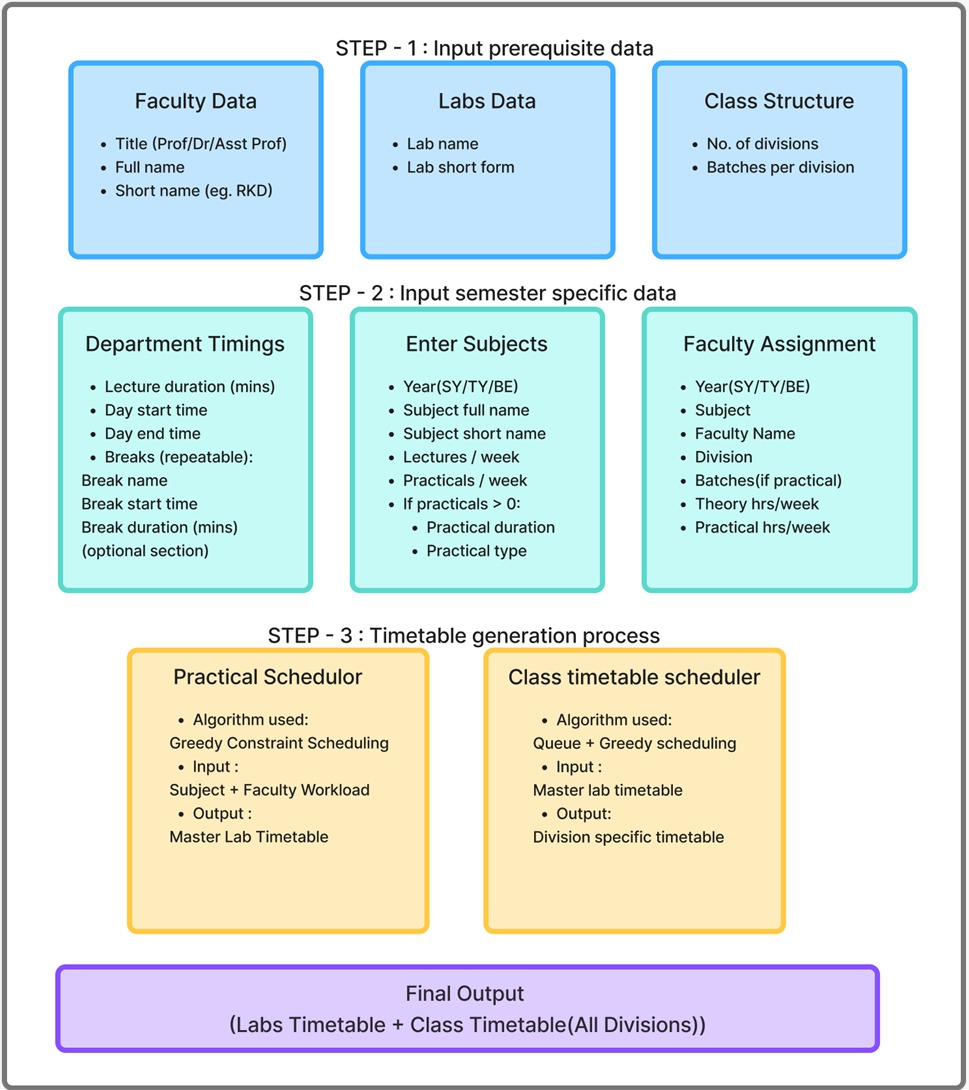 STEP - 1 : Input prerequisite data
Faculty Data
• Title (Prof/Dr/Asst Prof)
• Full name
• Short name (eg. RKD)
Labs Data
• Lab name
• Lab short form
Class Structure
• No. of divisions
• Batches per division
STEP - 2 : Input semester specific data
Department Timings
• Lecture duration (mins)
• Day start time
• Day end time
• Breaks (repeatable):
Break name
Break start time
Break duration (mins)
(optional section)
Enter Subjects
• Year(SY/TY/BE)
• Subject full name
• Subject short name
• Lectures / week
• Practicals / week
• If practicals > 0:
• Practical duration
• Practical type
Faculty Assignment
• Year(SY/TY/BE)
• Subject
• Faculty Name
• Division
• Batches(if practical)
• Theory hrs/week
• Practical hrs/week
STEP - 3 : Timetable generation process
Practical Schedulor
• Algorithm used:
Greedy Constraint Scheduling
• Input :
Subject + Faculty Workload
• Output :
Master Lab Timetable
Class timetable scheduler
• Algorithm used:
Queue + Greedy scheduling
• Input :
Master lab timetable
• Output:
Division specific timetable
Final Output
(Labs Timetable + Class Timetable(All Divisions))